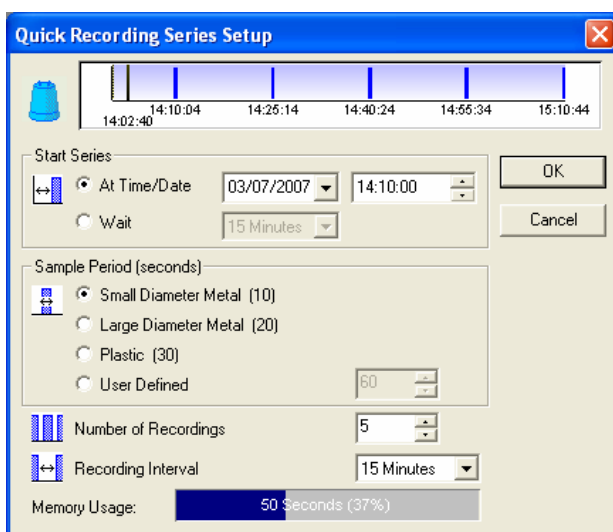 Quick Recording Series Setup
14:10:04 14:25:14 14:40:24 14:55:34 15:10:44
14:02:40
Start Series
At Time/Date 03/07/2007 14:10:00
Wait 15 Minutes
OK
Cancel
Sample Period (seconds)
Small Diameter Metal (10)
Large Diameter Metal (20)
Plastic (30)
User Defined 60
Number of Recordings 5
Recording Interval 15 Minutes
Memory Usage: 50 Seconds (37%)